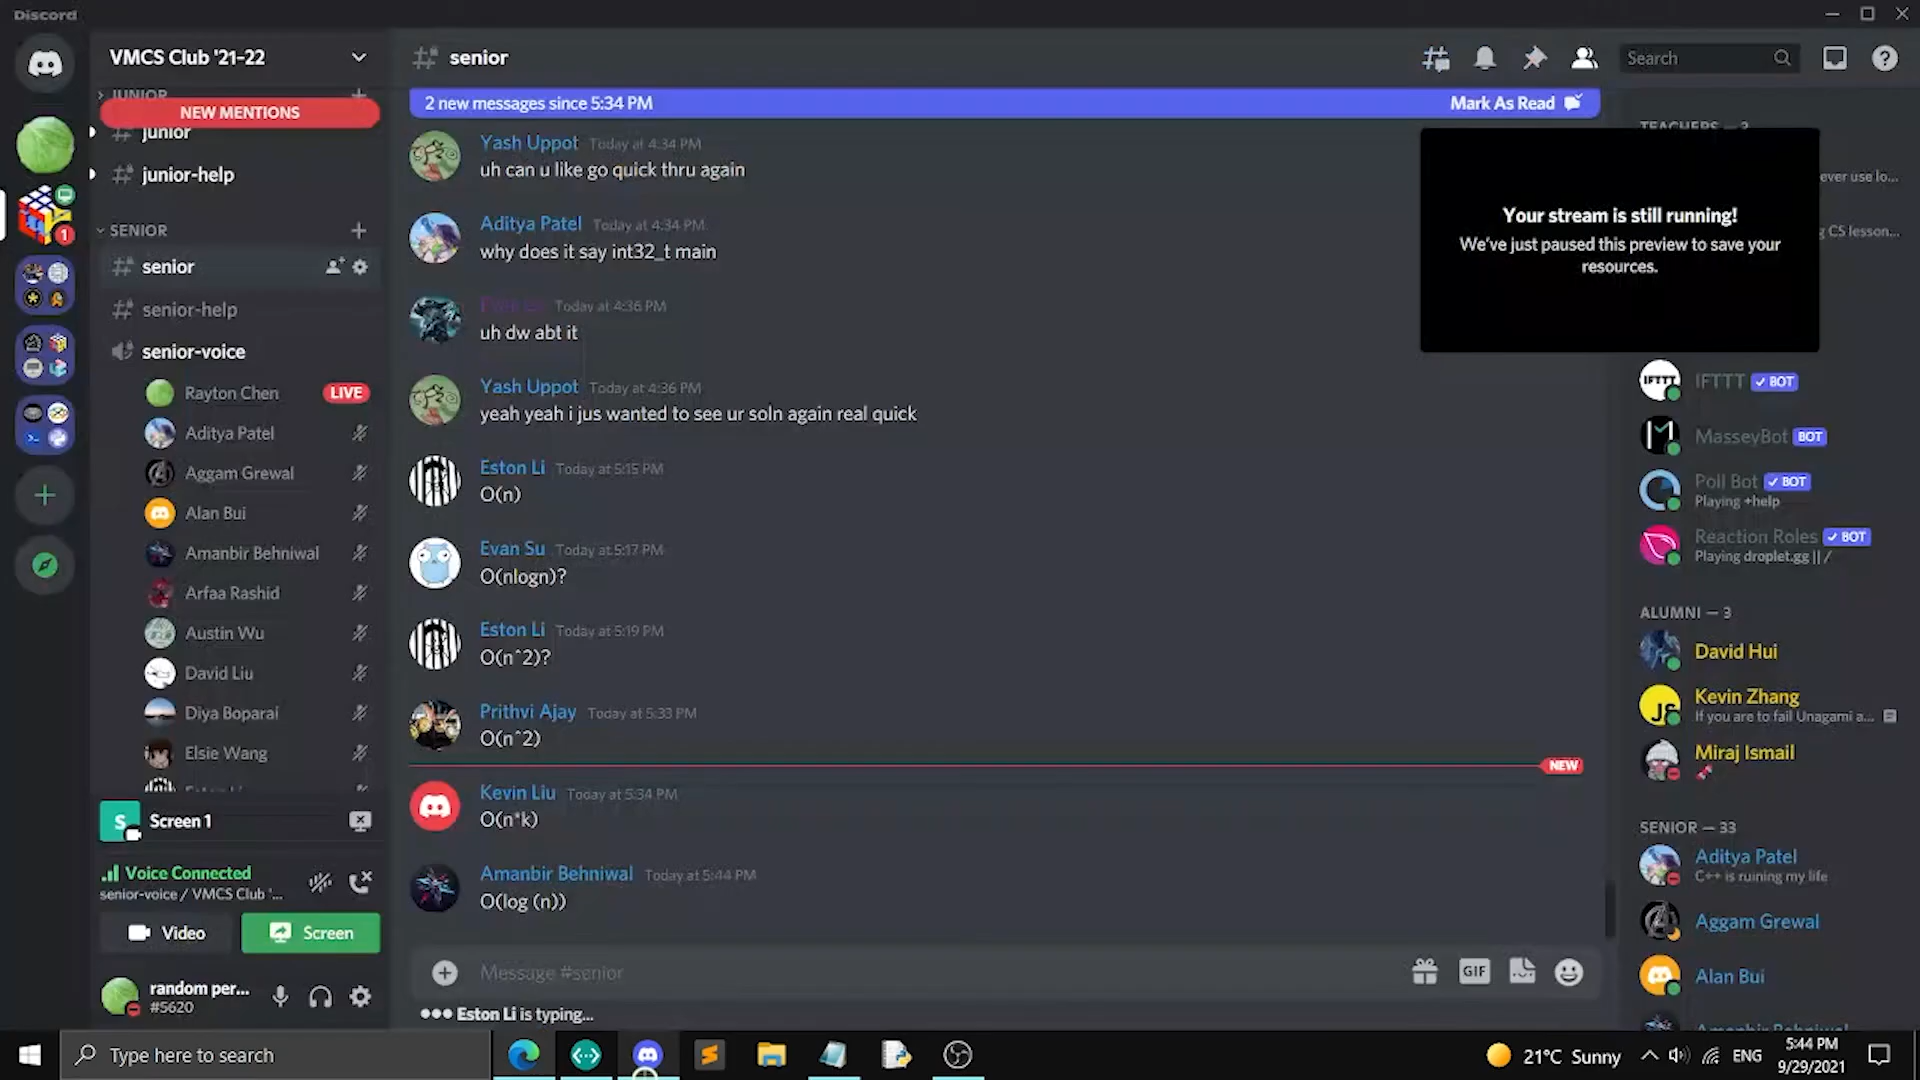 Discord
VMCS Club '21-22
JUNIOR
NEW MENTIONS
junior
junior-help
SENIOR
senior
senior-help
senior-voice
Rayton Chen
LIVE
Aditya Patel
Aggam Grewal
Alan Bui
Amanbir Behniwal
Arfaa Rashid
Austin Wu
David Liu
Diya Boparai
Elsie Wang
S
Screen 1
Voice Connected
senior-voice / VMCS Club '...
Video
Screen
random per...
#5620
senior
Search
2 new messages since 5:34 PM
Mark As Read
Yash Uppot Today at 4:34 PM
uh can u like go quick thru again
Aditya Patel Today at 4:34 PM
why does it say int32_t main
Today at 4:36 PM
uh dw abt it
Yash Uppot Today at 4:36 PM
yeah yeah i jus wanted to see ur soln again real quick
Eston Li Today at 5:15 PM
O(n)
Evan Su Today at 5:17 PM
O(nlogn)?
Eston Li Today at 5:19 PM
O(n^2)?
Prithvi Ajay Today at 5:33 PM
O(n^2)
NEW
Kevin Liu Today at 5:34 PM
O(n*k)
Amanbir Behniwal Today at 5:44 PM
O(log (n))
Message #senior
GIF
Eston Li is typing...
TEACHERS — 2
ever use lo...
g CS lesson...
Your stream is still running!
We've just paused this preview to save your
resources.
IFTTT
IFTTT BOT
MasseyBot BOT
Poll Bot BOT
Playing +help
Reaction Roles BOT
Playing droplet.gg || /
ALUMNI — 3
David Hui
JS
Kevin Zhang
If you are to fail Unagami a...
Miraj Ismail
SENIOR — 33
Aditya Patel
C++ is ruining my life
Aggam Grewal
Alan Bui
Type here to search
21°C Sunny
ENG
5:44 PM
9/29/2021